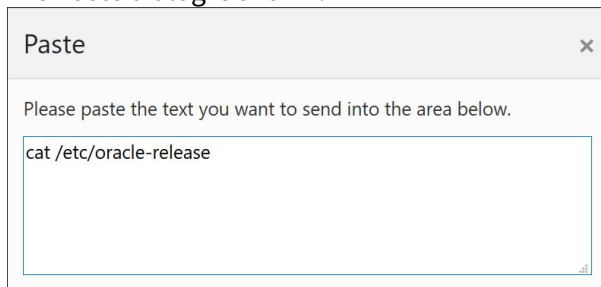 Paste
×
Please paste the text you want to send into the area below.
cat /etc/oracle-release